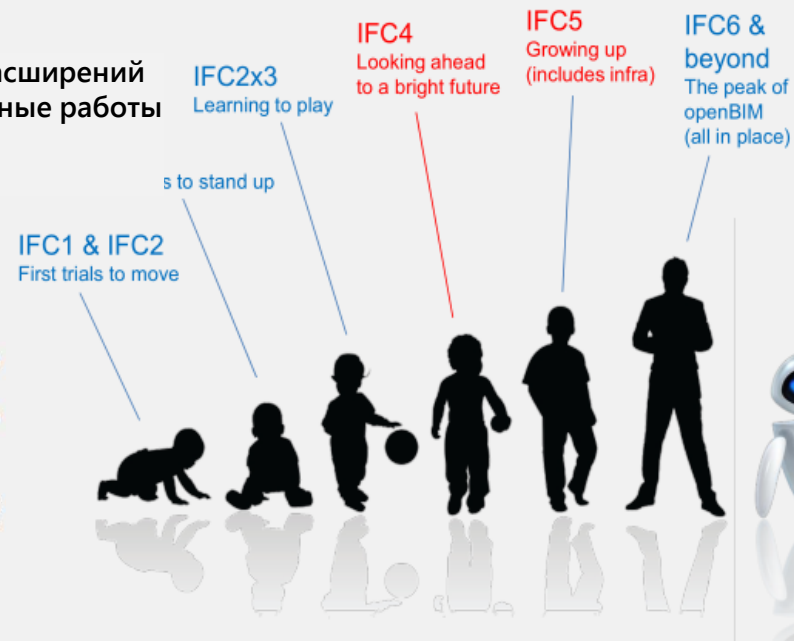 асширений
ные работы
IFC1 & IFC2
First trials to move
s to stand up
IFC2x3
Learning to play
IFC4
Looking ahead
to a bright future
IFC5
Growing up
(includes infra)
IFC6 &
beyond
The peak of
openBIM
(all in place)